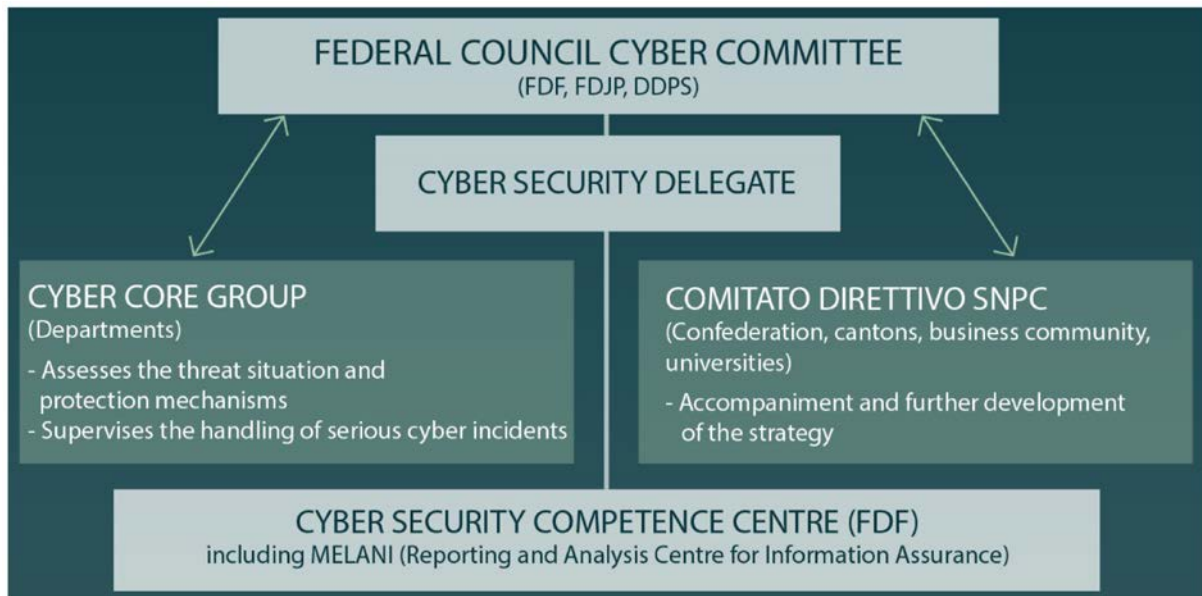 FEDERAL COUNCIL CYBER COMMITTEE
(FDF, FDJP, DDPS)
CYBER SECURITY DELEGATE
CYBER CORE GROUP
(Departments)
- Assesses the threat situation and
protection mechanisms
- Supervises the handling of serious cyber incidents
COMITATO DIRETTIVO SNPC
(Confederation, cantons, business community,
universities)
- Accompaniment and further development
of the strategy
CYBER SECURITY COMPETENCE CENTRE (FDF)
including MELANI (Reporting and Analysis Centre for Information Assurance)